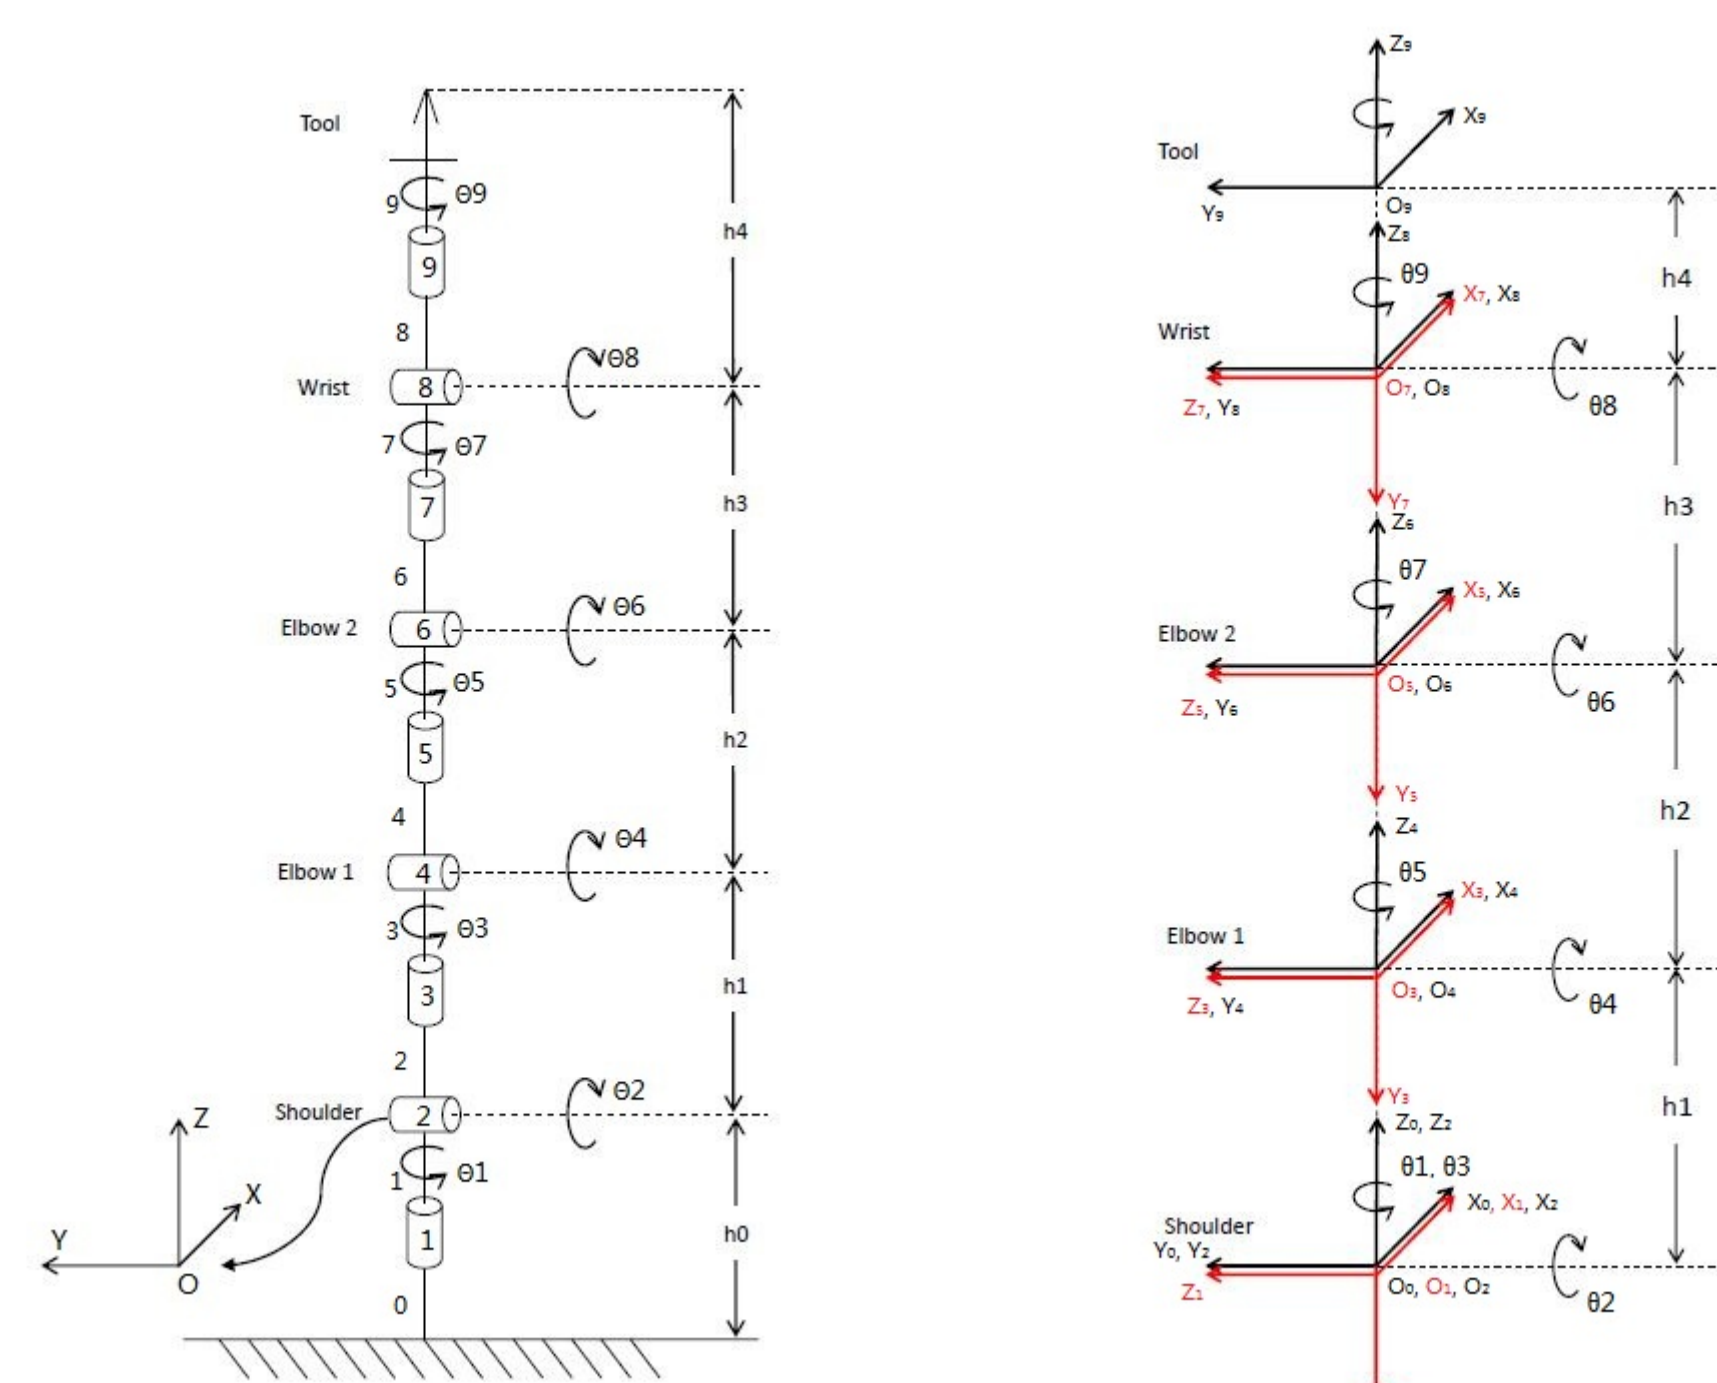 Tool
9
Θ9
9
h4
8
Wrist
8
Θ8
7
Θ7
7
h3
6
Elbow 2
6
Θ6
5
Θ5
5
h2
4
Elbow 1
4
Θ4
3
Θ3
3
h1
2
Shoulder
2
Θ2
1
Θ1
1
h0
0
Z
X
Y
O
Z₉
X₉
Tool
Y₉
O₉
Z₈
θ9
X₇, X₈
h4
Wrist
O₇, O₈
Z₇, Y₈
θ8
Y₇
Z₆
h3
θ7
X₅, X₆
Elbow 2
O₅, O₆
Z₅, Y₆
θ6
Y₅
Z₄
h2
θ5
X₃, X₄
Elbow 1
O₃, O₄
Z₃, Y₄
θ4
Y₃
Z₀, Z₂
h1
θ1, θ3
X₀, X₁, X₂
Shoulder
Y₀, Y₂
Z₁
O₀, O₁, O₂
θ2